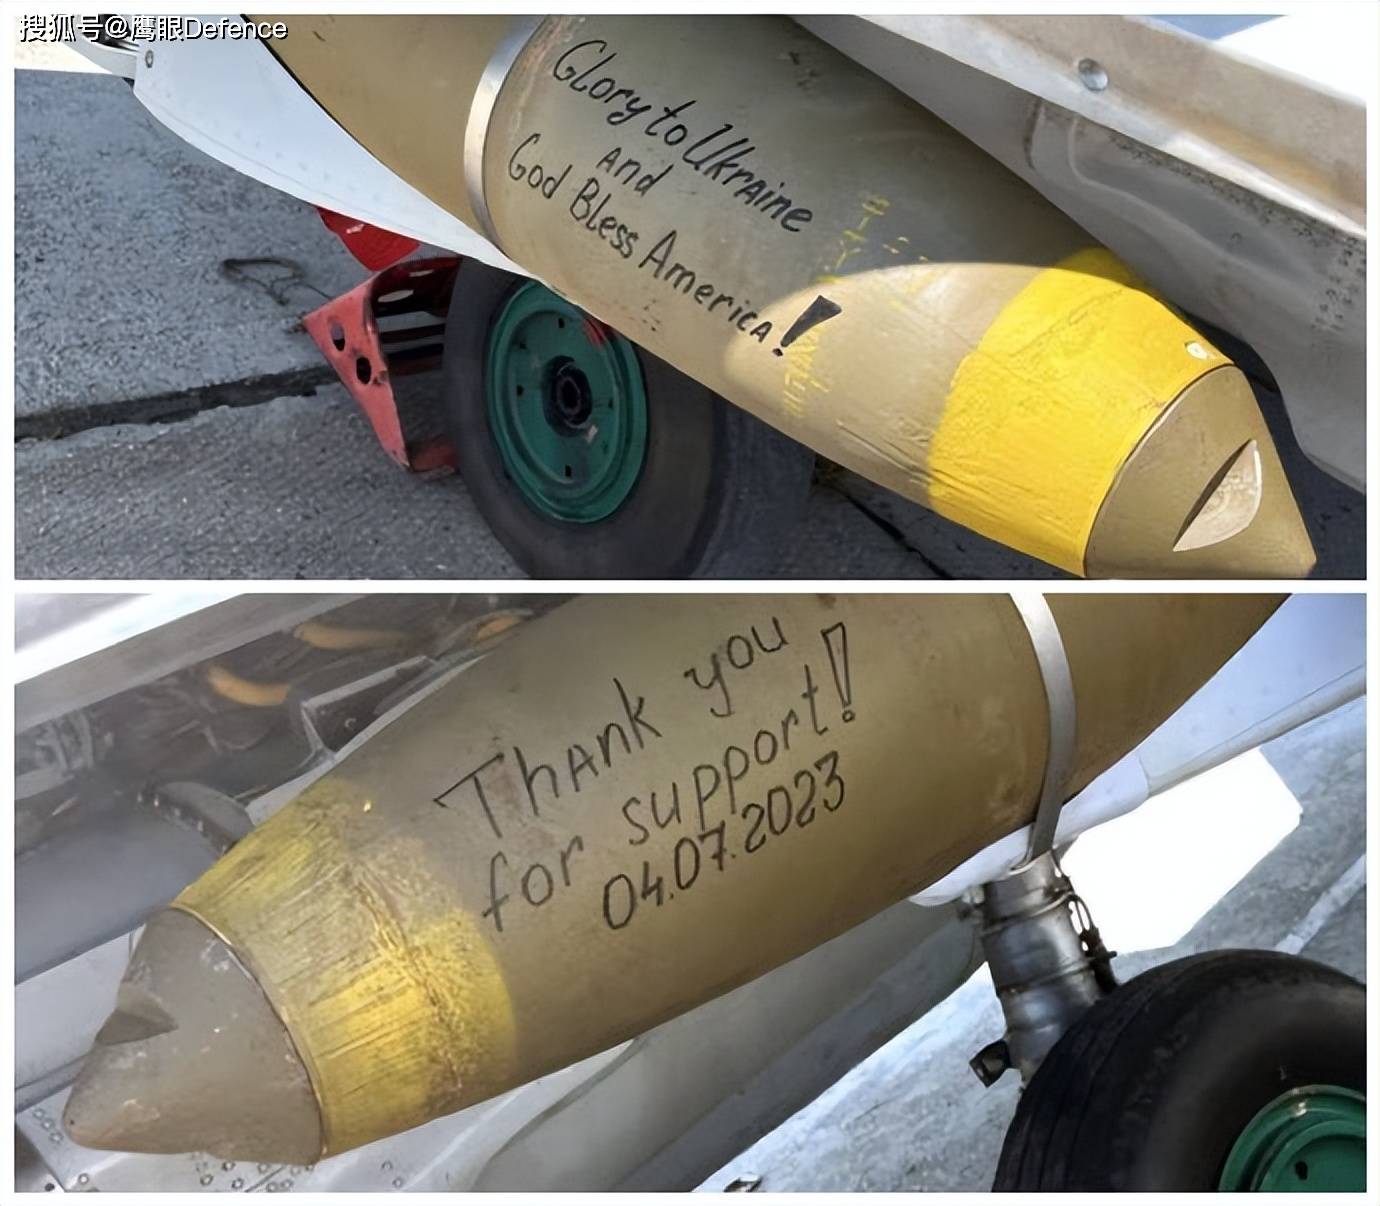 搜狐号@鹰眼Defence
Glory to Ukraine
and
God Bless America!
Thank you
for support!
04.07.2023